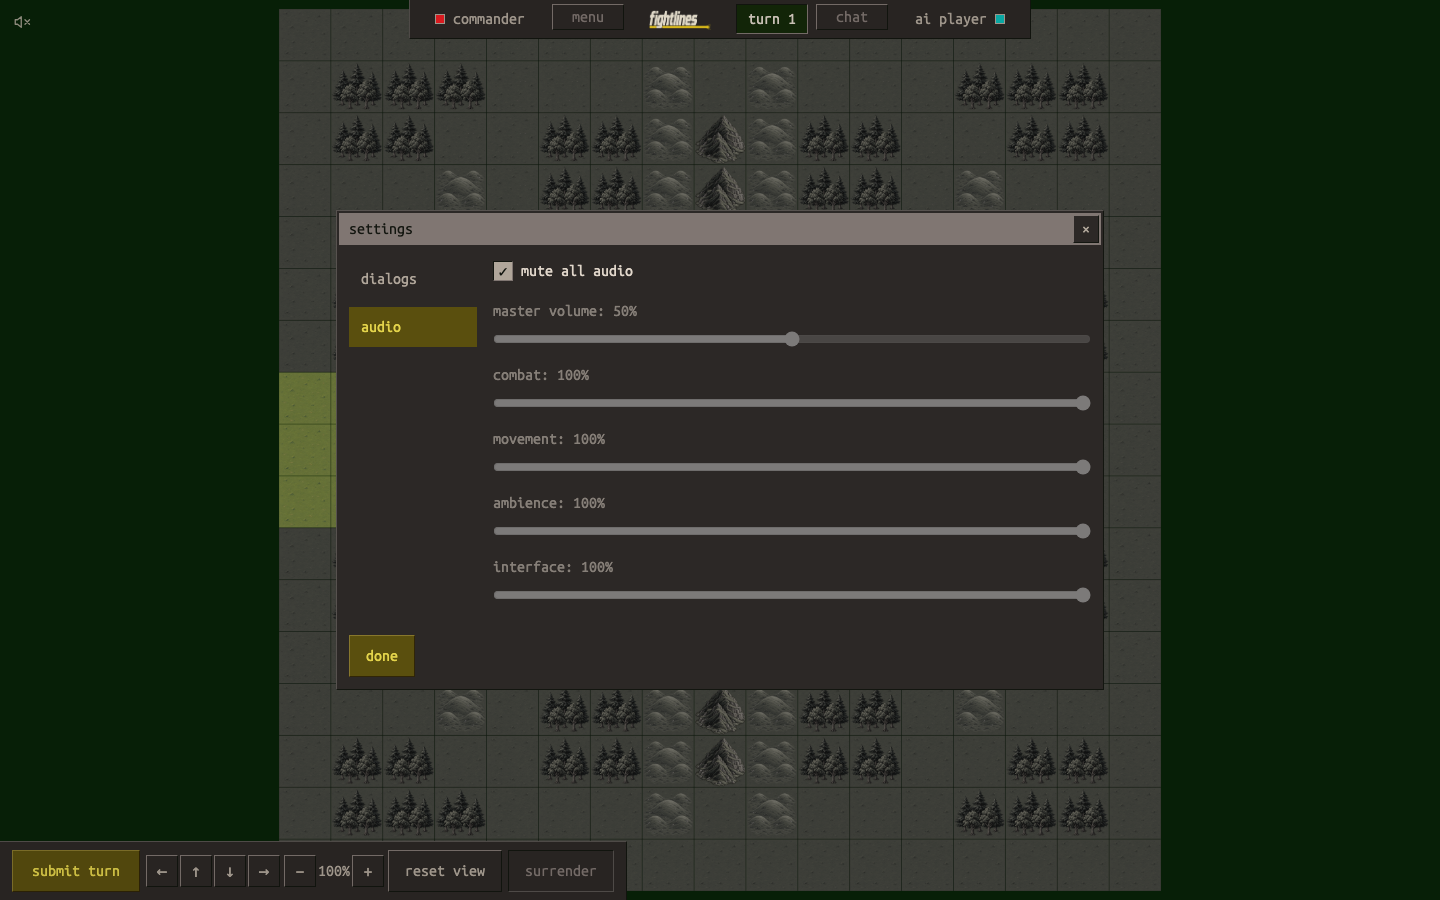 commander
menu
fightlines
turn 1
chat
ai player
settings
×
dialogs
audio
✓ mute all audio
master volume: 50%
combat: 100%
movement: 100%
ambience: 100%
interface: 100%
done
submit turn
←
↑
↓
→
−
100%
+
reset view
surrender